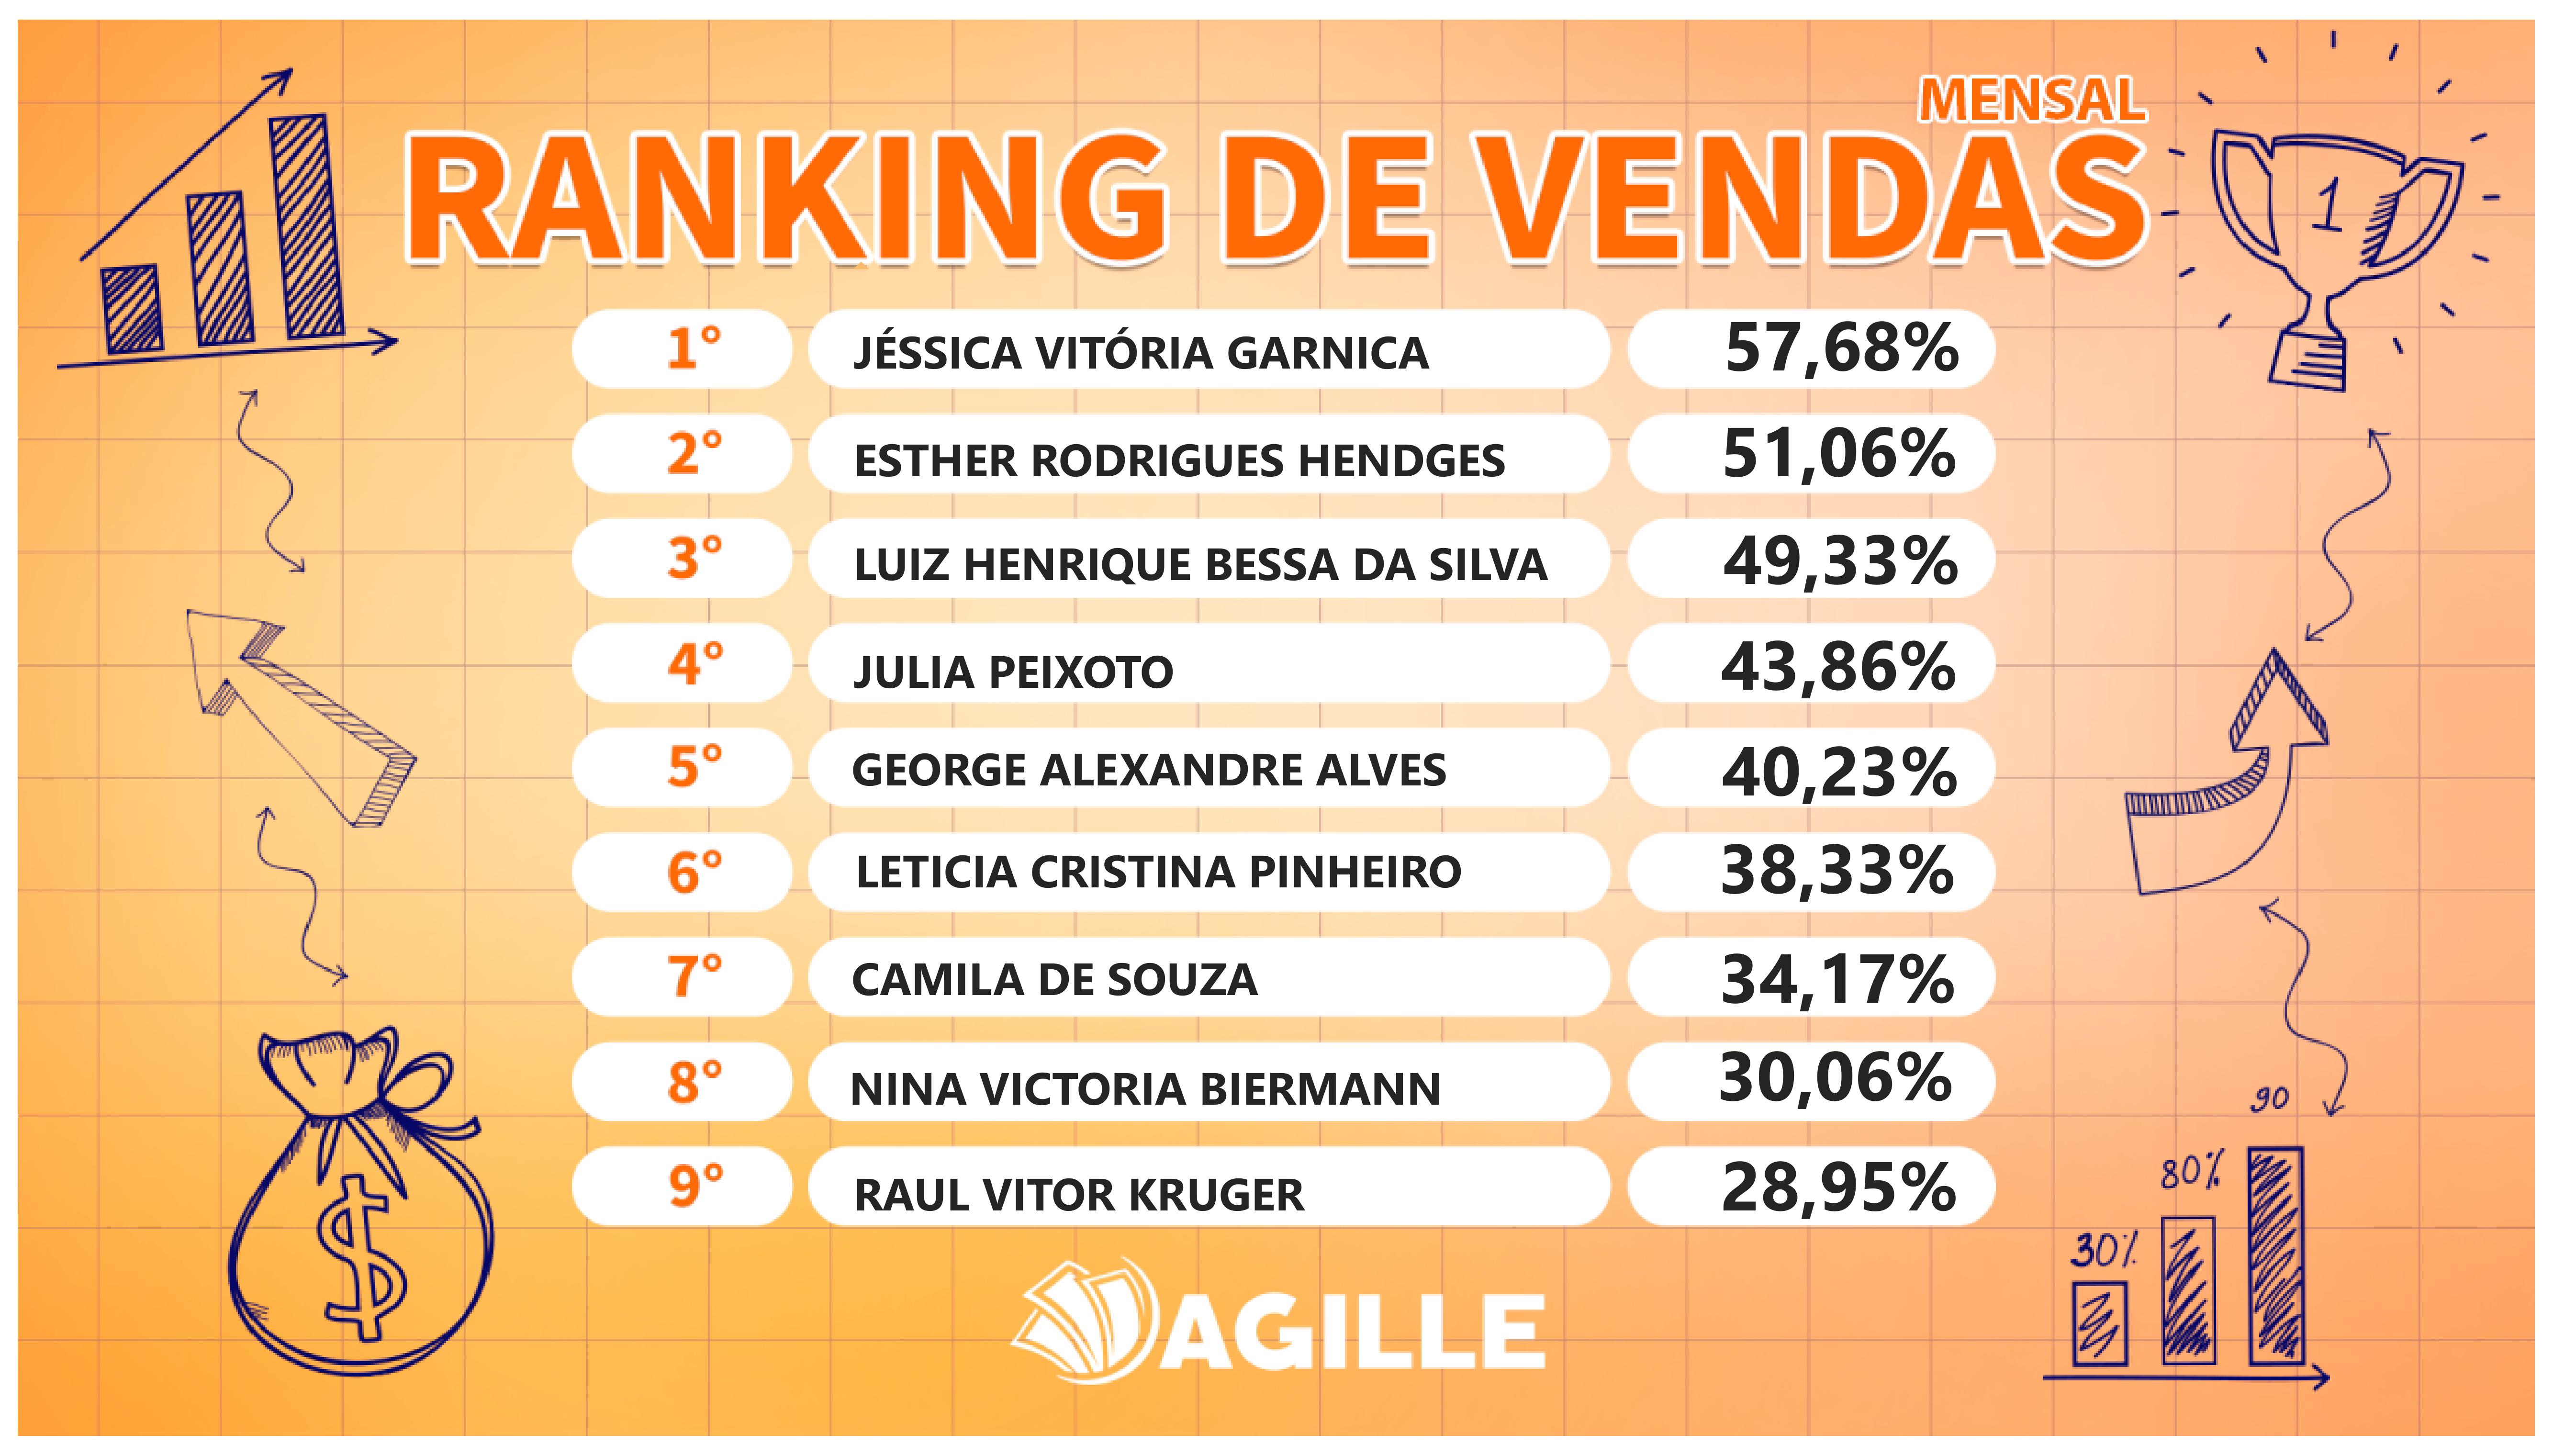 MENSAL
RANKING DE VENDAS
1
1° JÉSSICA VITÓRIA GARNICA 57,68%
2° ESTHER RODRIGUES HENDGES 51,06%
3° LUIZ HENRIQUE BESSA DA SILVA 49,33%
4° JULIA PEIXOTO 43,86%
5° GEORGE ALEXANDRE ALVES 40,23%
6° LETICIA CRISTINA PINHEIRO 38,33%
7° CAMILA DE SOUZA 34,17%
8° NINA VICTORIA BIERMANN 30,06%
9° RAUL VITOR KRUGER 28,95%
$
90
80%
30%
AGILLE